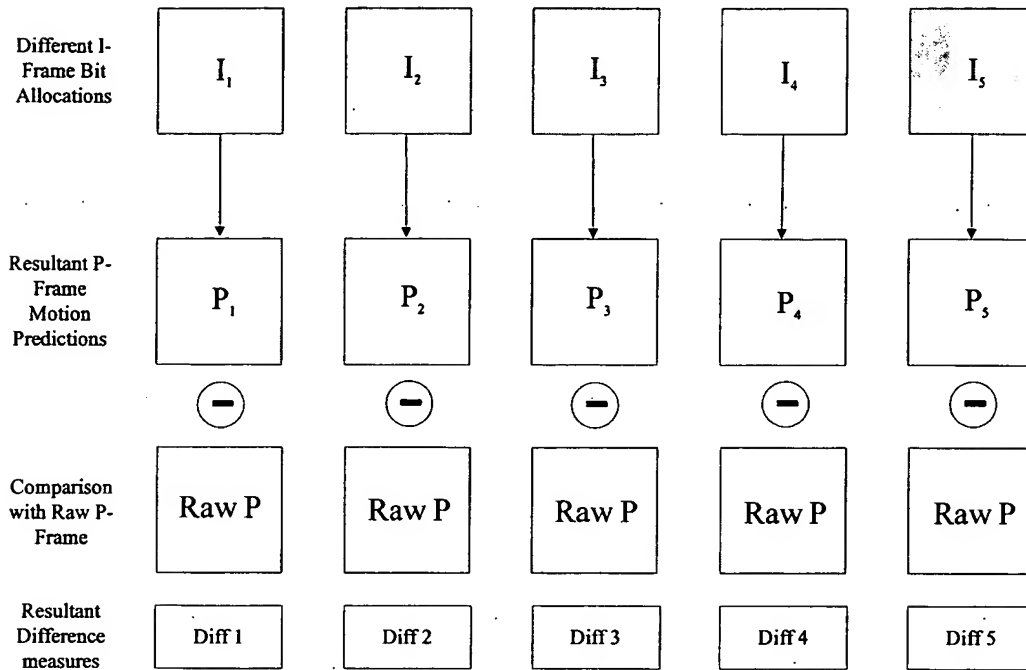 Different I-
Frame Bit
Allocations
I₁ I₂ I₃ I₄ I₅
Resultant P-
Frame
Motion
Predictions
P₁ P₂ P₃ P₄ P₅
Comparison
with Raw P-
Frame
Raw P Raw P Raw P Raw P Raw P
Resultant
Difference
measures
Diff 1 Diff 2 Diff 3 Diff 4 Diff 5